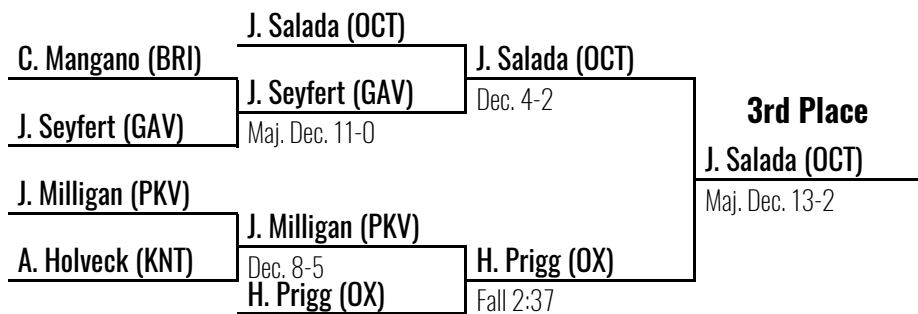 J. Salada (OCT)
C. Mangano (BRI)
J. Salada (OCT)
J. Seyfert (GAV)
Dec. 4-2
3rd Place
J. Seyfert (GAV)
Maj. Dec. 11-0
J. Salada (OCT)
J. Milligan (PKV)
Maj. Dec. 13-2
J. Milligan (PKV)
A. Holveck (KNT)
Dec. 8-5
H. Prigg (OX)
H. Prigg (OX)
Fall 2:37